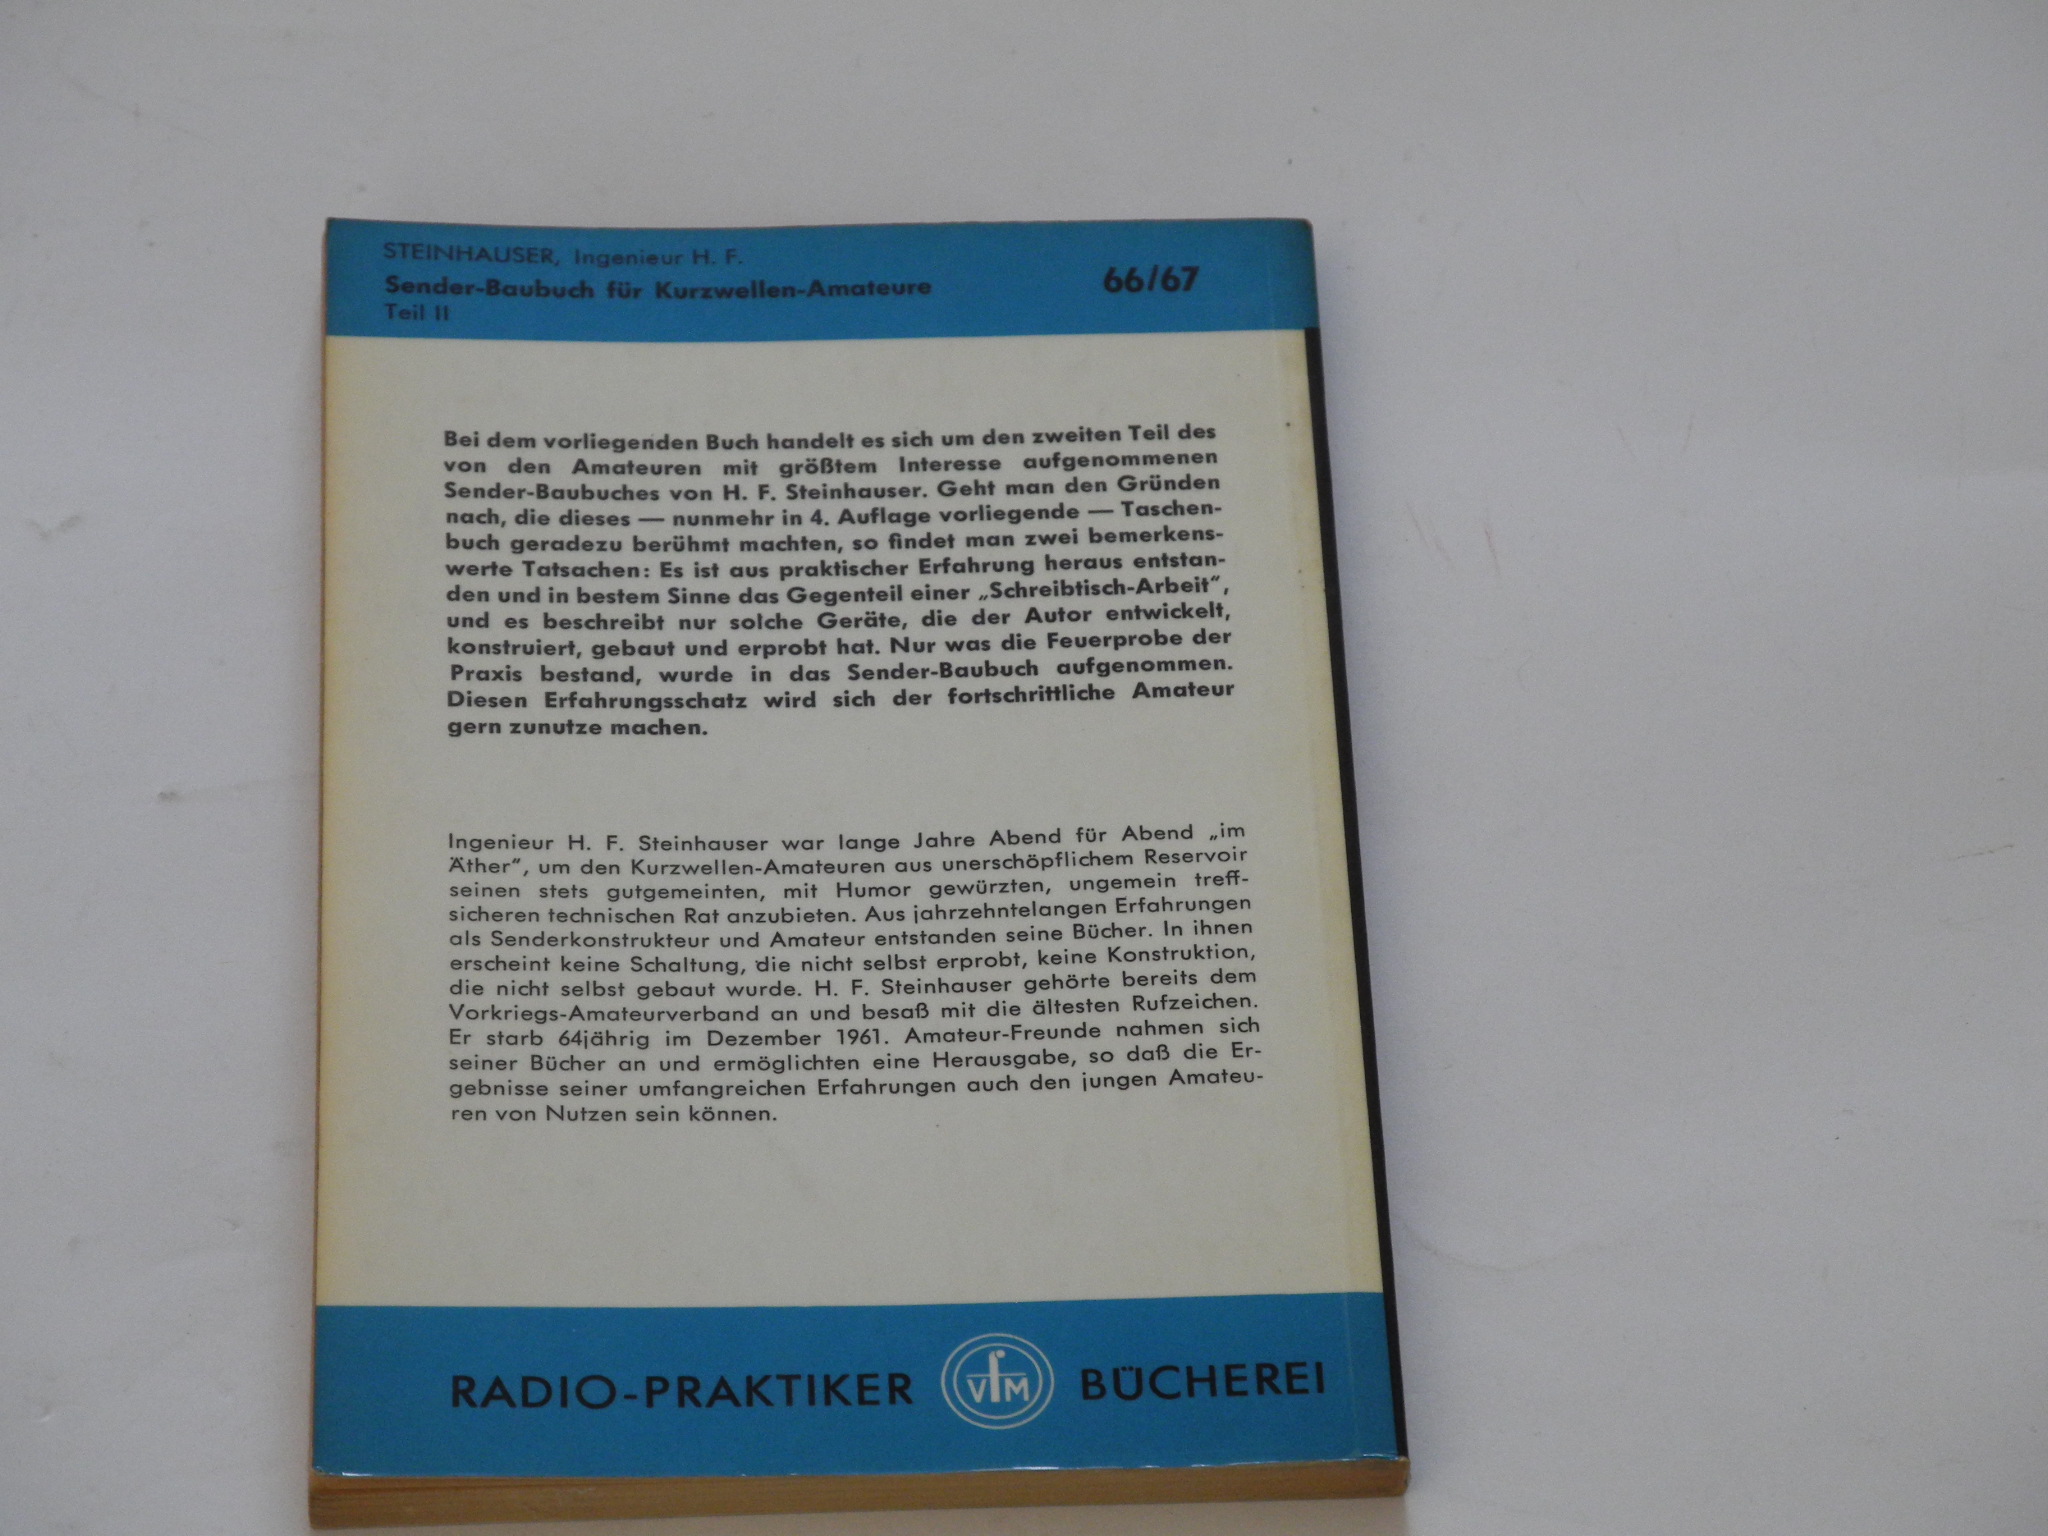 STEINHAUSER, Ingenieur H. F.
Sender-Baubuch für Kurzwellen-Amateure
Teil II
66/67
Bei dem vorliegenden Buch handelt es sich um den zweiten Teil des
von den Amateuren mit größtem Interesse aufgenommenen
Sender-Baubuches von H. F. Steinhauser. Geht man den Gründen
nach, die dieses — nunmehr in 4. Auflage vorliegende — Taschen-
buch geradezu berühmt machten, so findet man zwei bemerkens-
werte Tatsachen: Es ist aus praktischer Erfahrung heraus entstan-
den und in bestem Sinne das Gegenteil einer „Schreibtisch-Arbeit“,
und es beschreibt nur solche Geräte, die der Autor entwickelt,
konstruiert, gebaut und erprobt hat. Nur was die Feuerprobe der
Praxis bestand, wurde in das Sender-Baubuch aufgenommen.
Diesen Erfahrungsschatz wird sich der fortschrittliche Amateur
gern zunutze machen.
Ingenieur H. F. Steinhauser war lange Jahre Abend für Abend „im
Äther“, um den Kurzwellen-Amateuren aus unerschöpflichem Reservoir
seinen stets gutgemeinten, mit Humor gewürzten, ungemein treff-
sicheren technischen Rat anzubieten. Aus jahrzehntelangen Erfahrungen
als Senderkonstrukteur und Amateur entstanden seine Bücher. In ihnen
erscheint keine Schaltung, die nicht selbst erprobt, keine Konstruktion,
die nicht selbst gebaut wurde. H. F. Steinhauser gehörte bereits dem
Vorkriegs-Amateurverband an und besaß mit die ältesten Rufzeichen.
Er starb 64jährig im Dezember 1961. Amateur-Freunde nahmen sich
seiner Bücher an und ermöglichten eine Herausgabe, so daß die Er-
gebnisse seiner umfangreichen Erfahrungen auch den jungen Amateu-
ren von Nutzen sein können.
RADIO-PRAKTIKER VFM BÜCHEREI